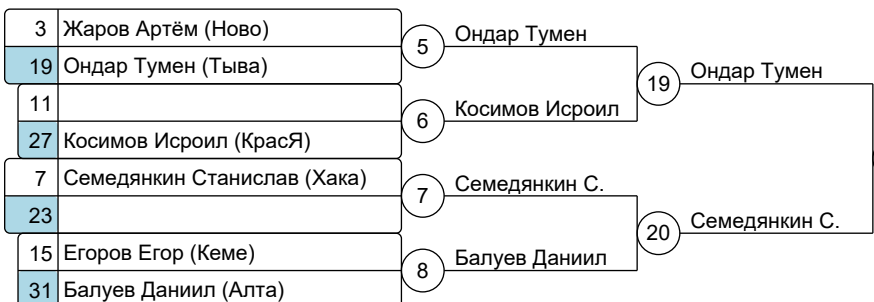 3 Жаров Артём (Ново)
19 Ондар Тумен (Тыва)
5 Ондар Тумен
11
27 Косимов Исроил (КрасЯ)
6 Косимов Исроил
19 Ондар Тумен
7 Семедянкин Станислав (Хака)
23
7 Семедянкин С.
15 Егоров Егор (Кеме)
31 Балуев Даниил (Алта)
8 Балуев Даниил
20 Семедянкин С.